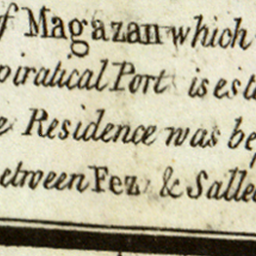 f Magazan which
piratical Port is est
Residence was be
etween Fez & Salle